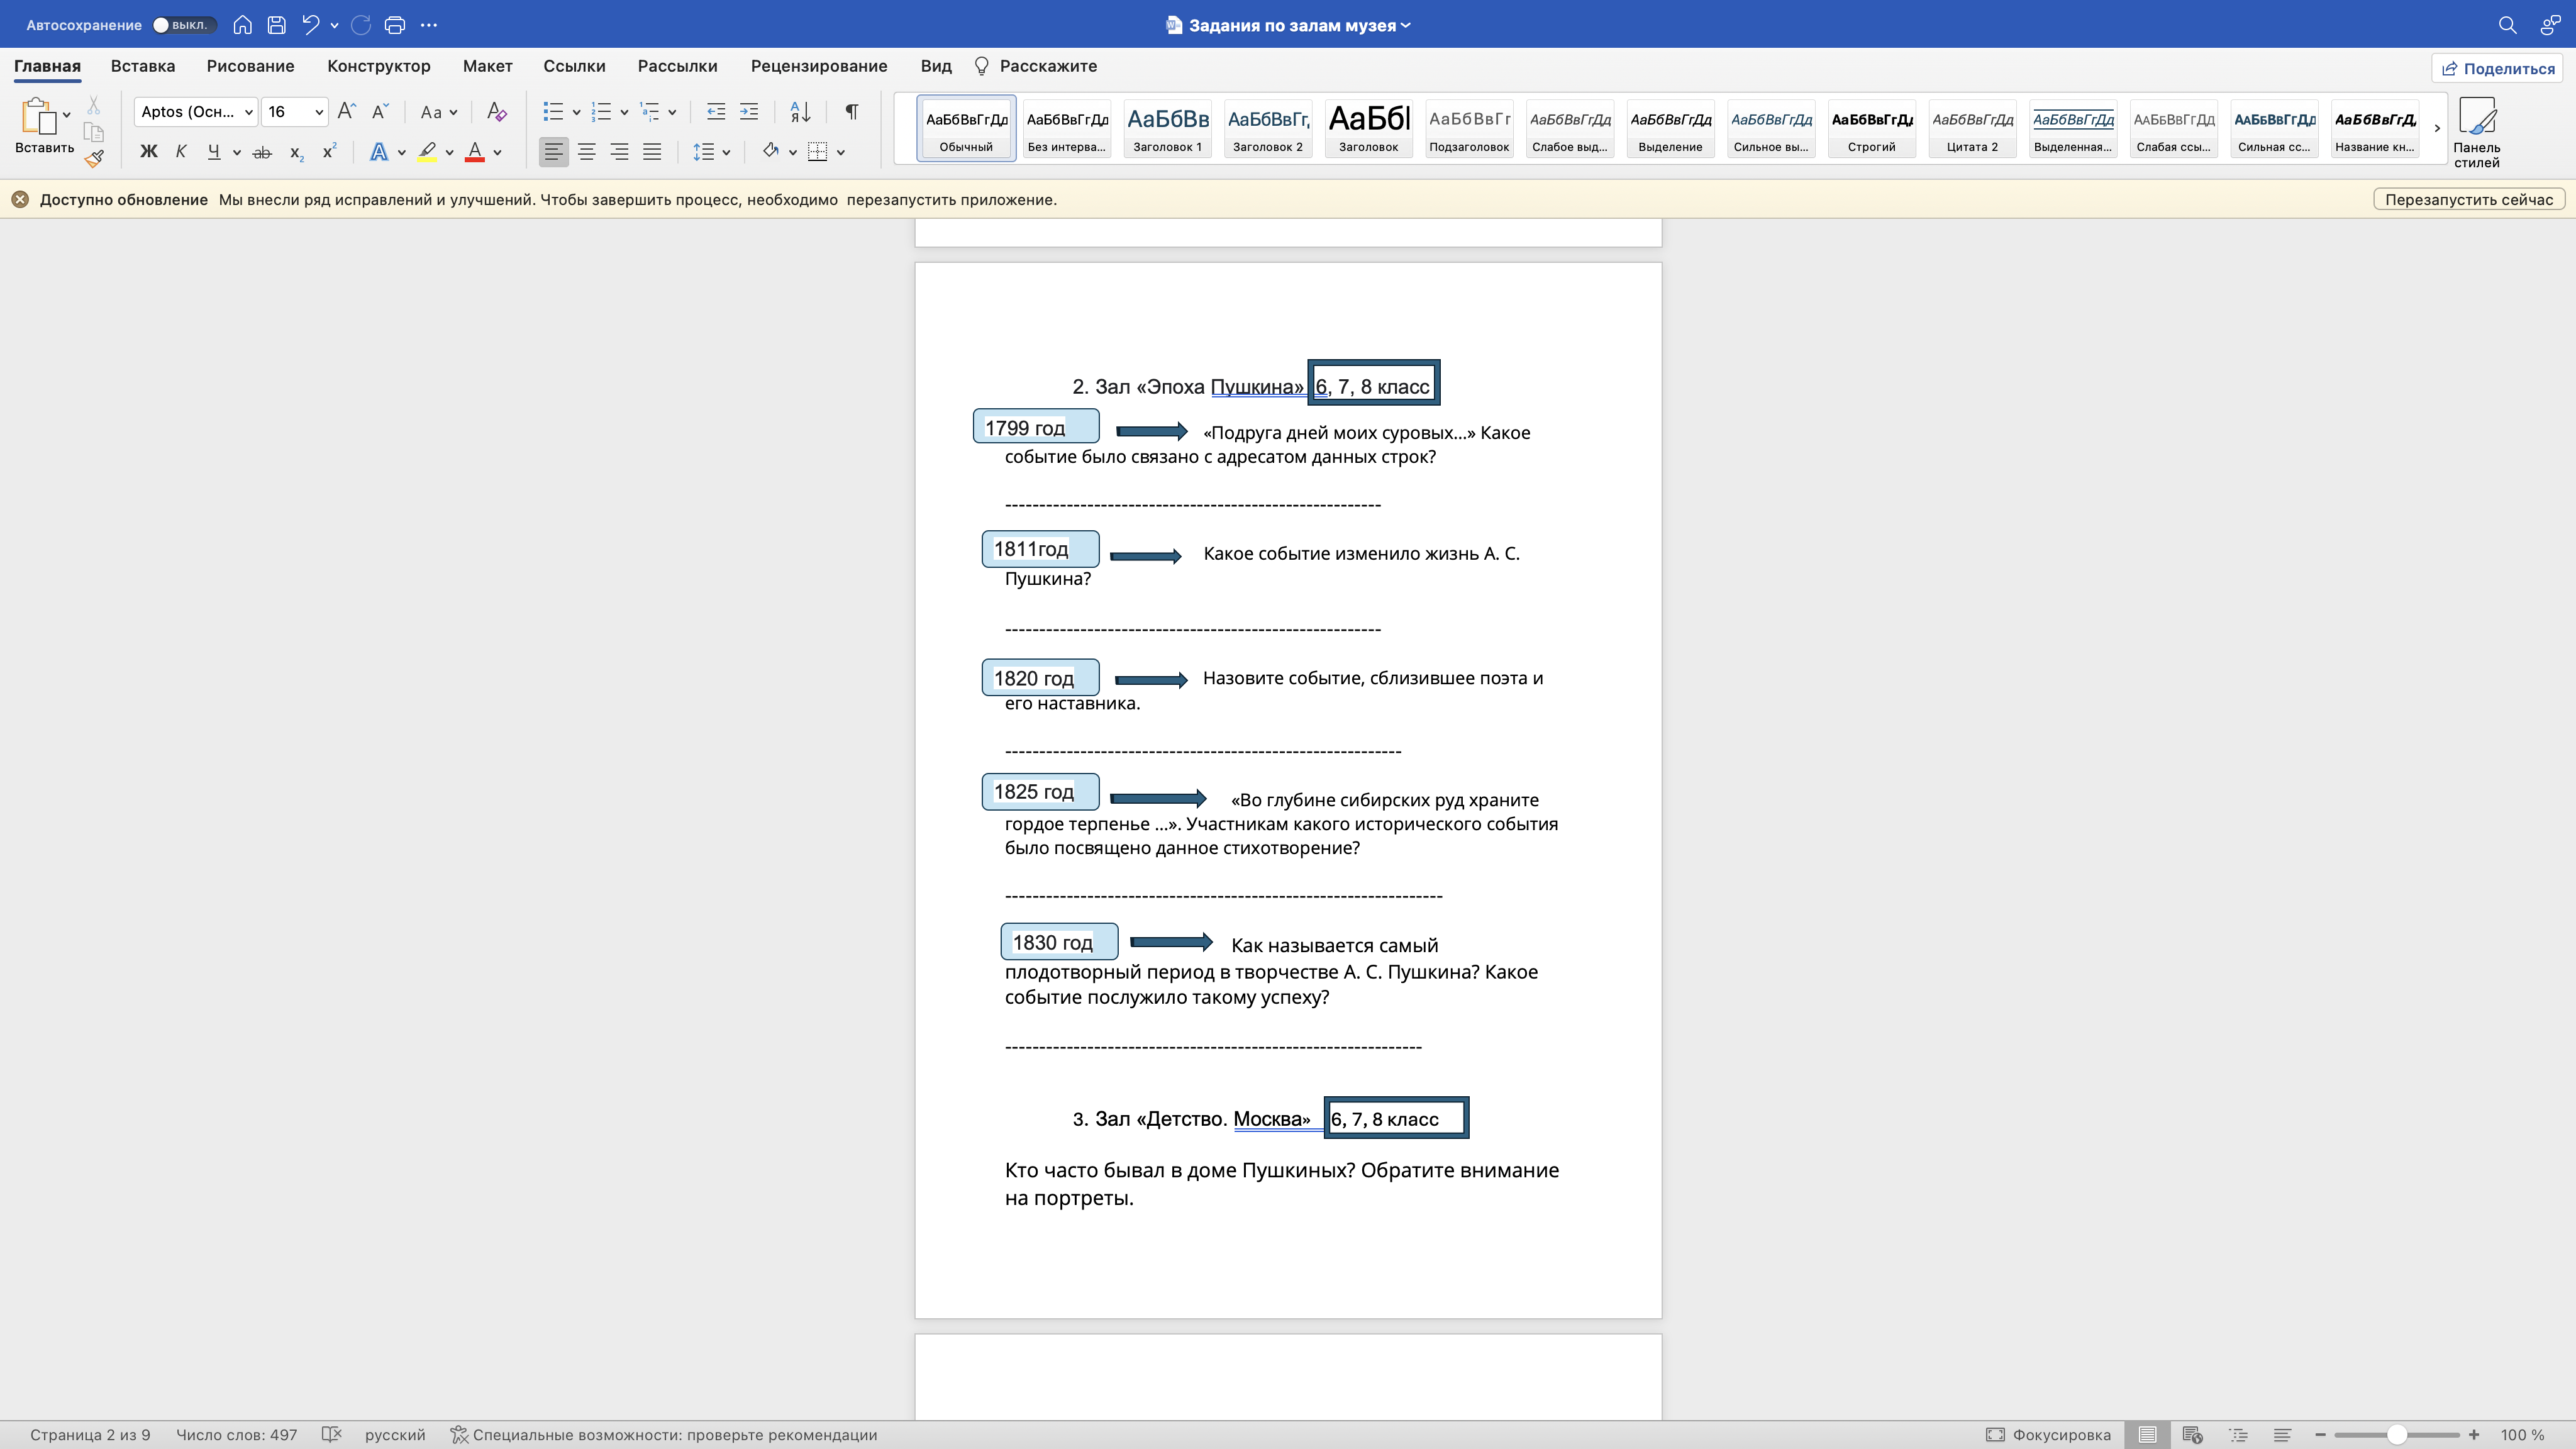 Автосохранение выкл. Задания по залам музея
Главная Вставка Рисование Конструктор Макет Ссылки Рассылки Рецензирование Вид Расскажите Поделиться
Вставить Aptos (Осн... 16
Ж К Ч ab x₂ x²
АаБбВвГгДд АаБбВвГгДд АаБбВв АаБбВвГг, АаБб АаБбВвГг АаБбВвГгДд АаБбВвГгДд АаБбВвГгДд АаБбВвГгДд АаБбВвГгДд АаБбВвГгДд АаБбВвГгДд АаБбВвГгДд АаБбВвГгД
Обычный Без интерва... Заголовок 1 Заголовок 2 Заголовок Подзаголовок Слабое выд... Выделение Сильное вы... Строгий Цитата 2 Выделенная... Слабая ссы... Сильная сс... Название кн... Панель стилей
Доступно обновление Мы внесли ряд исправлений и улучшений. Чтобы завершить процесс, необходимо перезапустить приложение. Перезапустить сейчас
2. Зал «Эпоха Пушкина» 6, 7, 8 класс
1799 год «Подруга дней моих суровых...» Какое
событие было связано с адресатом данных строк?
-------------------------------------------------------
1811год Какое событие изменило жизнь А. С.
Пушкина?
-------------------------------------------------------
1820 год Назовите событие, сблизившее поэта и
его наставника.
----------------------------------------------------------
1825 год «Во глубине сибирских руд храните
гордое терпенье ...». Участникам какого исторического события
было посвящено данное стихотворение?
----------------------------------------------------------------
1830 год Как называется самый
плодотворный период в творчестве А. С. Пушкина? Какое
событие послужило такому успеху?
-------------------------------------------------------------
3. Зал «Детство. Москва» 6, 7, 8 класс
Кто часто бывал в доме Пушкиных? Обратите внимание
на портреты.
Страница 2 из 9 Число слов: 497 русский Специальные возможности: проверьте рекомендации Фокусировка 100 %